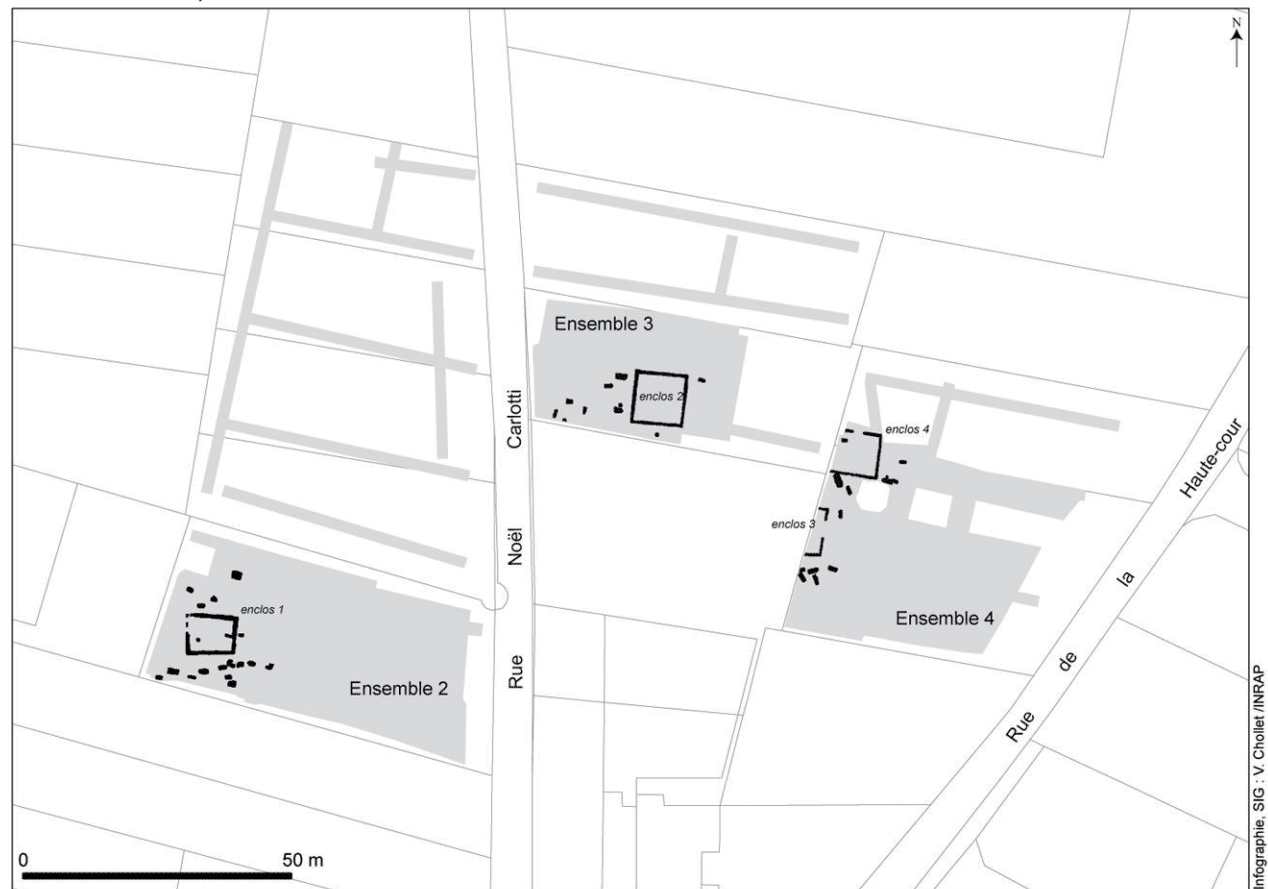 N
Ensemble 3
enclos 2
Carlotti
Noël
Rue
enclos 4
enclos 3
Ensemble 4
Haute-cour
la
de
Rue
enclos 1
Ensemble 2
0
50 m
Infographie, SIG : V. Chollet /INRAP